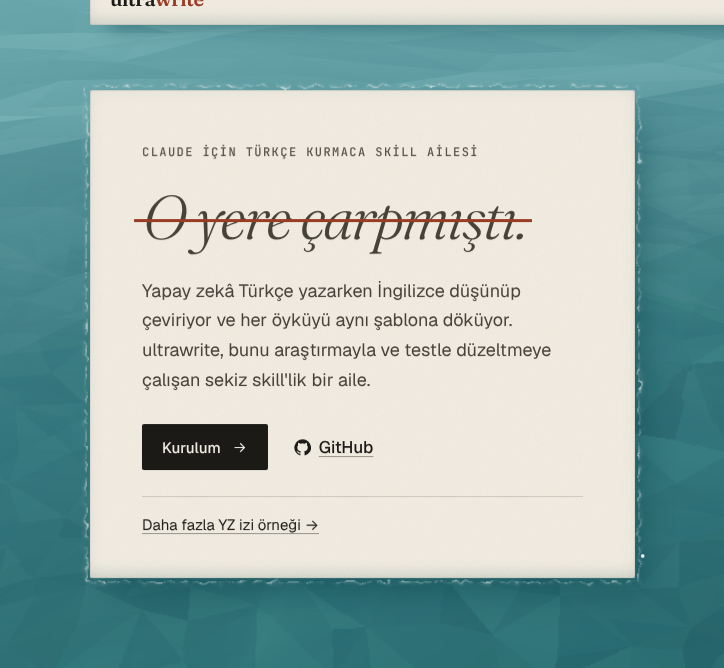 ultrawrite
CLAUDE İÇİN TÜRKÇE KURMACA SKİLL AİLESİ
O yere çarpmıştı.
Yapay zekâ Türkçe yazarken İngilizce düşünüp
çeviriyor ve her öyküyü aynı şablona döküyor.
ultrawrite, bunu araştırmayla ve testle düzeltmeye
çalışan sekiz skill'lik bir aile.
Kurulum →
GitHub
Daha fazla YZ izi örneği →